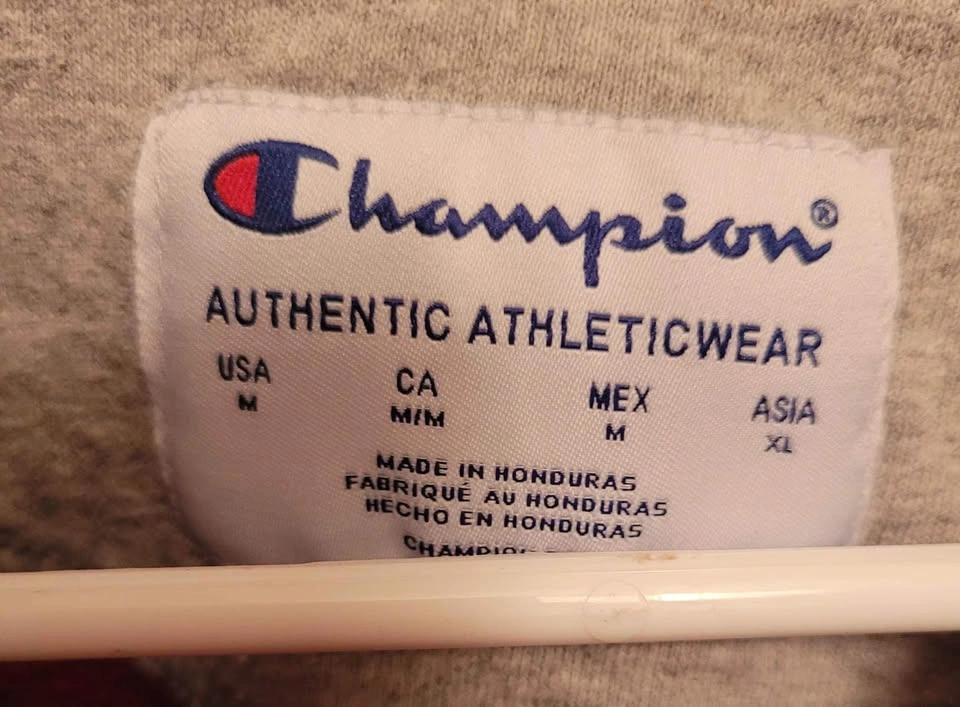 Champion®
AUTHENTIC ATHLETICWEAR
USA CA MEX ASIA
M M/M M XL
MADE IN HONDURAS
FABRIQUÉ AU HONDURAS
HECHO EN HONDURAS